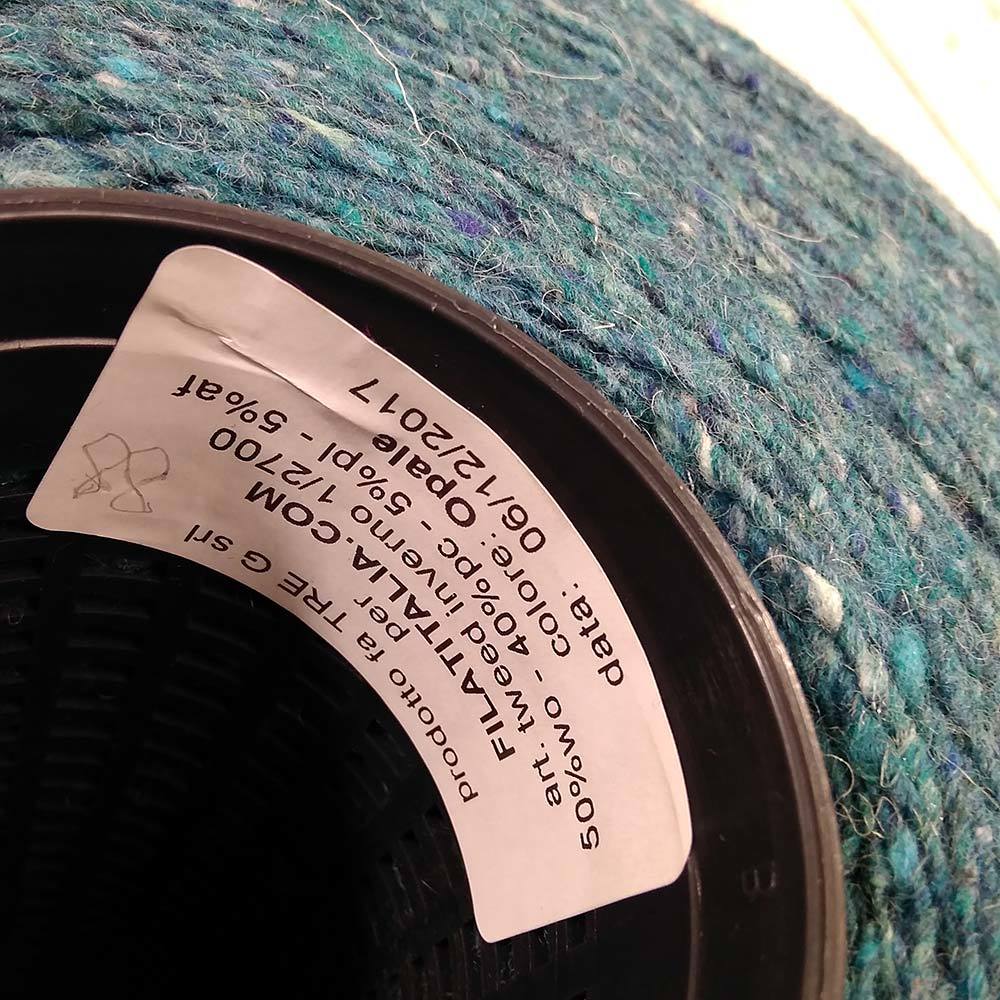 prodotto fa TRE G srl
per
FILATITALIA.COM
art. tweed inverno 1/2700
50%wo - 40%pc - 5%pl - 5%af
colore: Opale
data: 06/12/2017